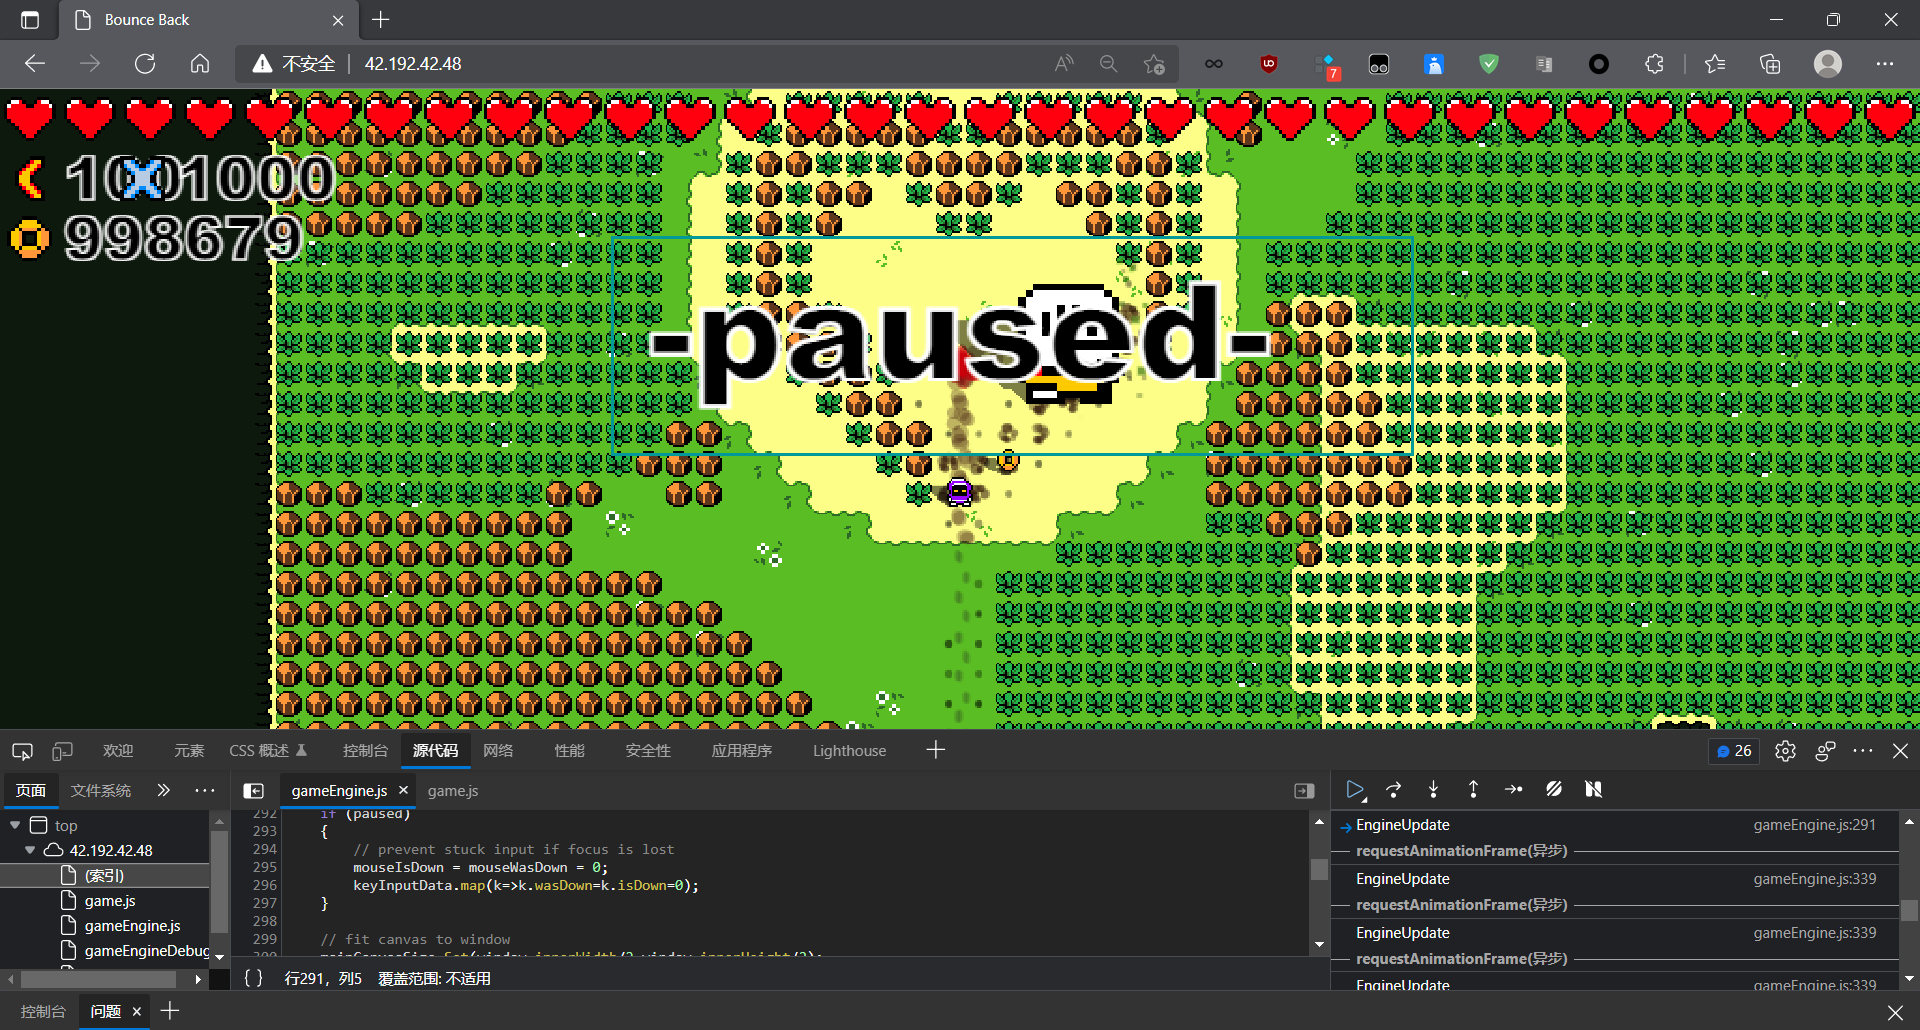 Bounce Back
不安全 42.192.42.48
7
1001000
998679
-paused-
欢迎 元素 CSS 概述 控制台 源代码 网络 性能 安全性 应用程序 Lighthouse 26
页面 文件系统 gameEngine.js game.js
top
42.192.42.48
(索引)
game.js
gameEngine.js
gameEngineDebug
292 if (paused)
293 {
294 // prevent stuck input if focus is lost
295 mouseIsDown = mouseWasDown = 0;
296 keyInputData.map(k=>k.wasDown=k.isDown=0);
297 }
298
299 // fit canvas to window
{ } 行291，列5 覆盖范围: 不适用
EngineUpdate gameEngine.js:291
requestAnimationFrame(异步)
EngineUpdate gameEngine.js:339
requestAnimationFrame(异步)
EngineUpdate gameEngine.js:339
requestAnimationFrame(异步)
EngineUpdate gameEngine.js:339
控制台 问题